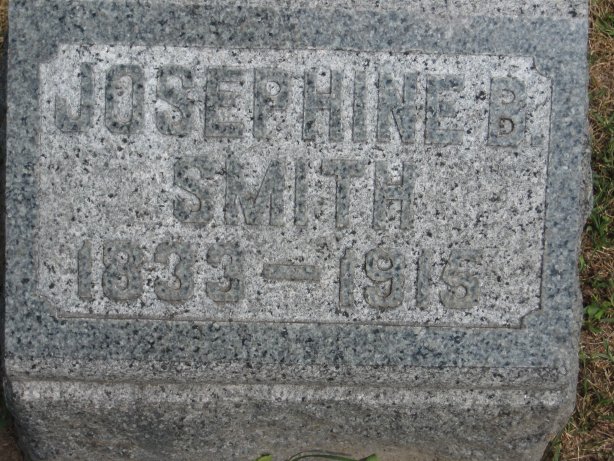 JOSEPHINE B.
SMITH
1833 — 1915